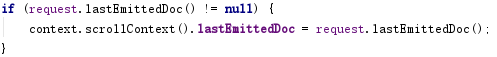 if (request.lastEmittedDoc() != null) {
    context.scrollContext().lastEmittedDoc = request.lastEmittedDoc();
}